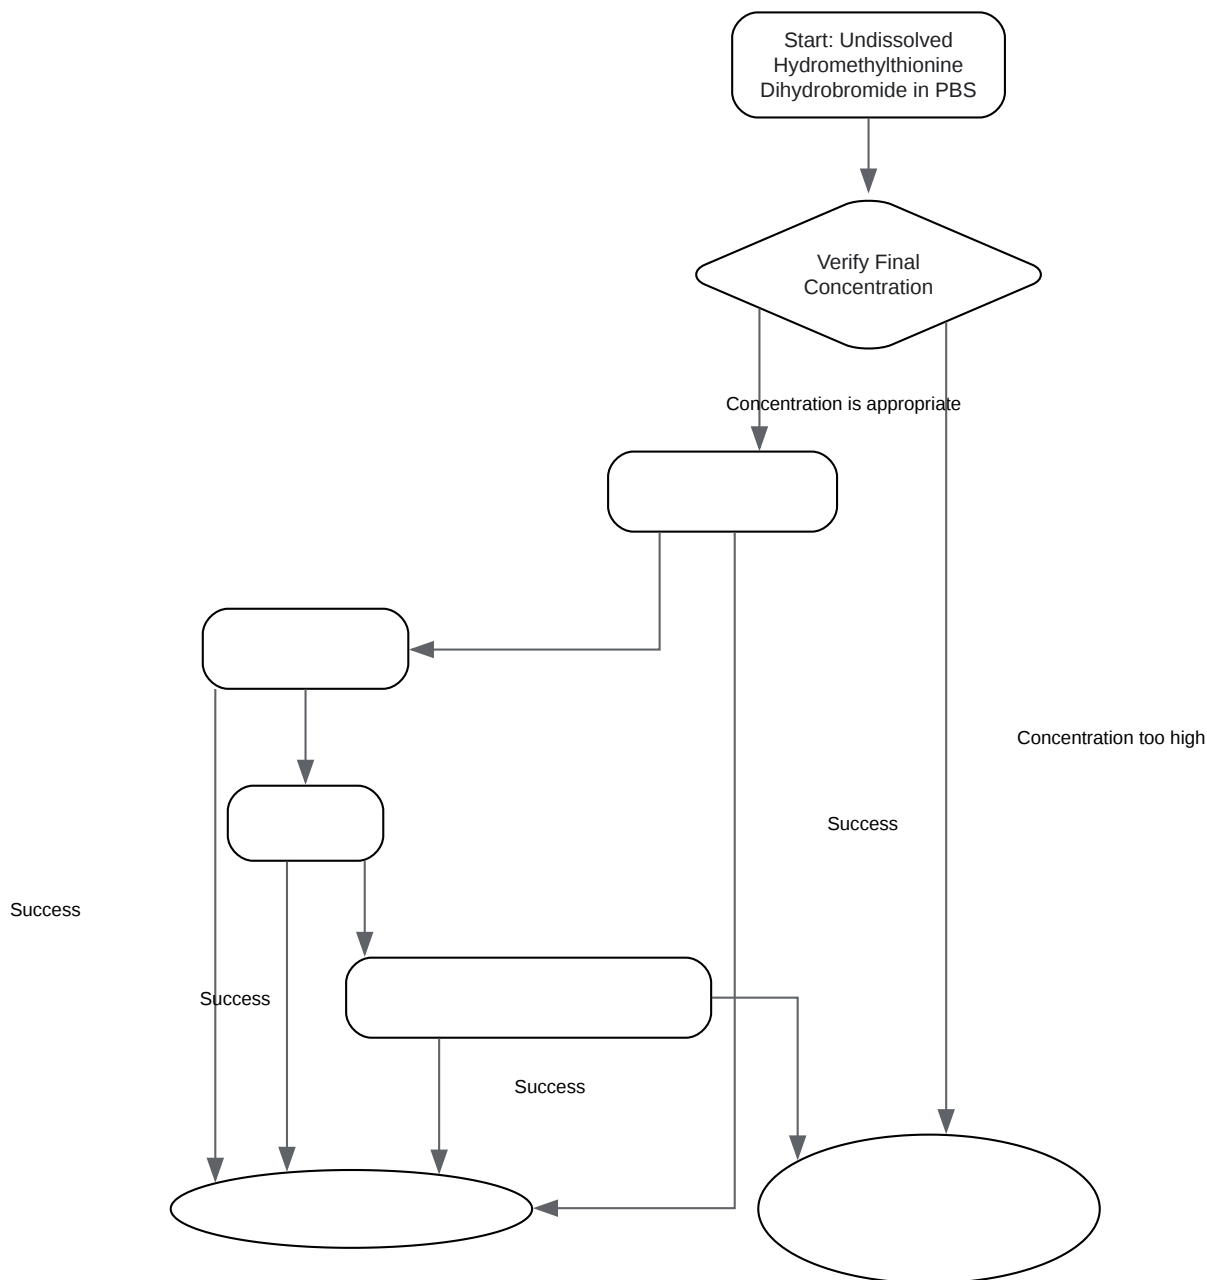 Start: Undissolved
Hydromethylthionine
Dihydrobromide in PBS
Verify Final
Concentration
Concentration is appropriate
Concentration too high
Success
Success
Success
Success